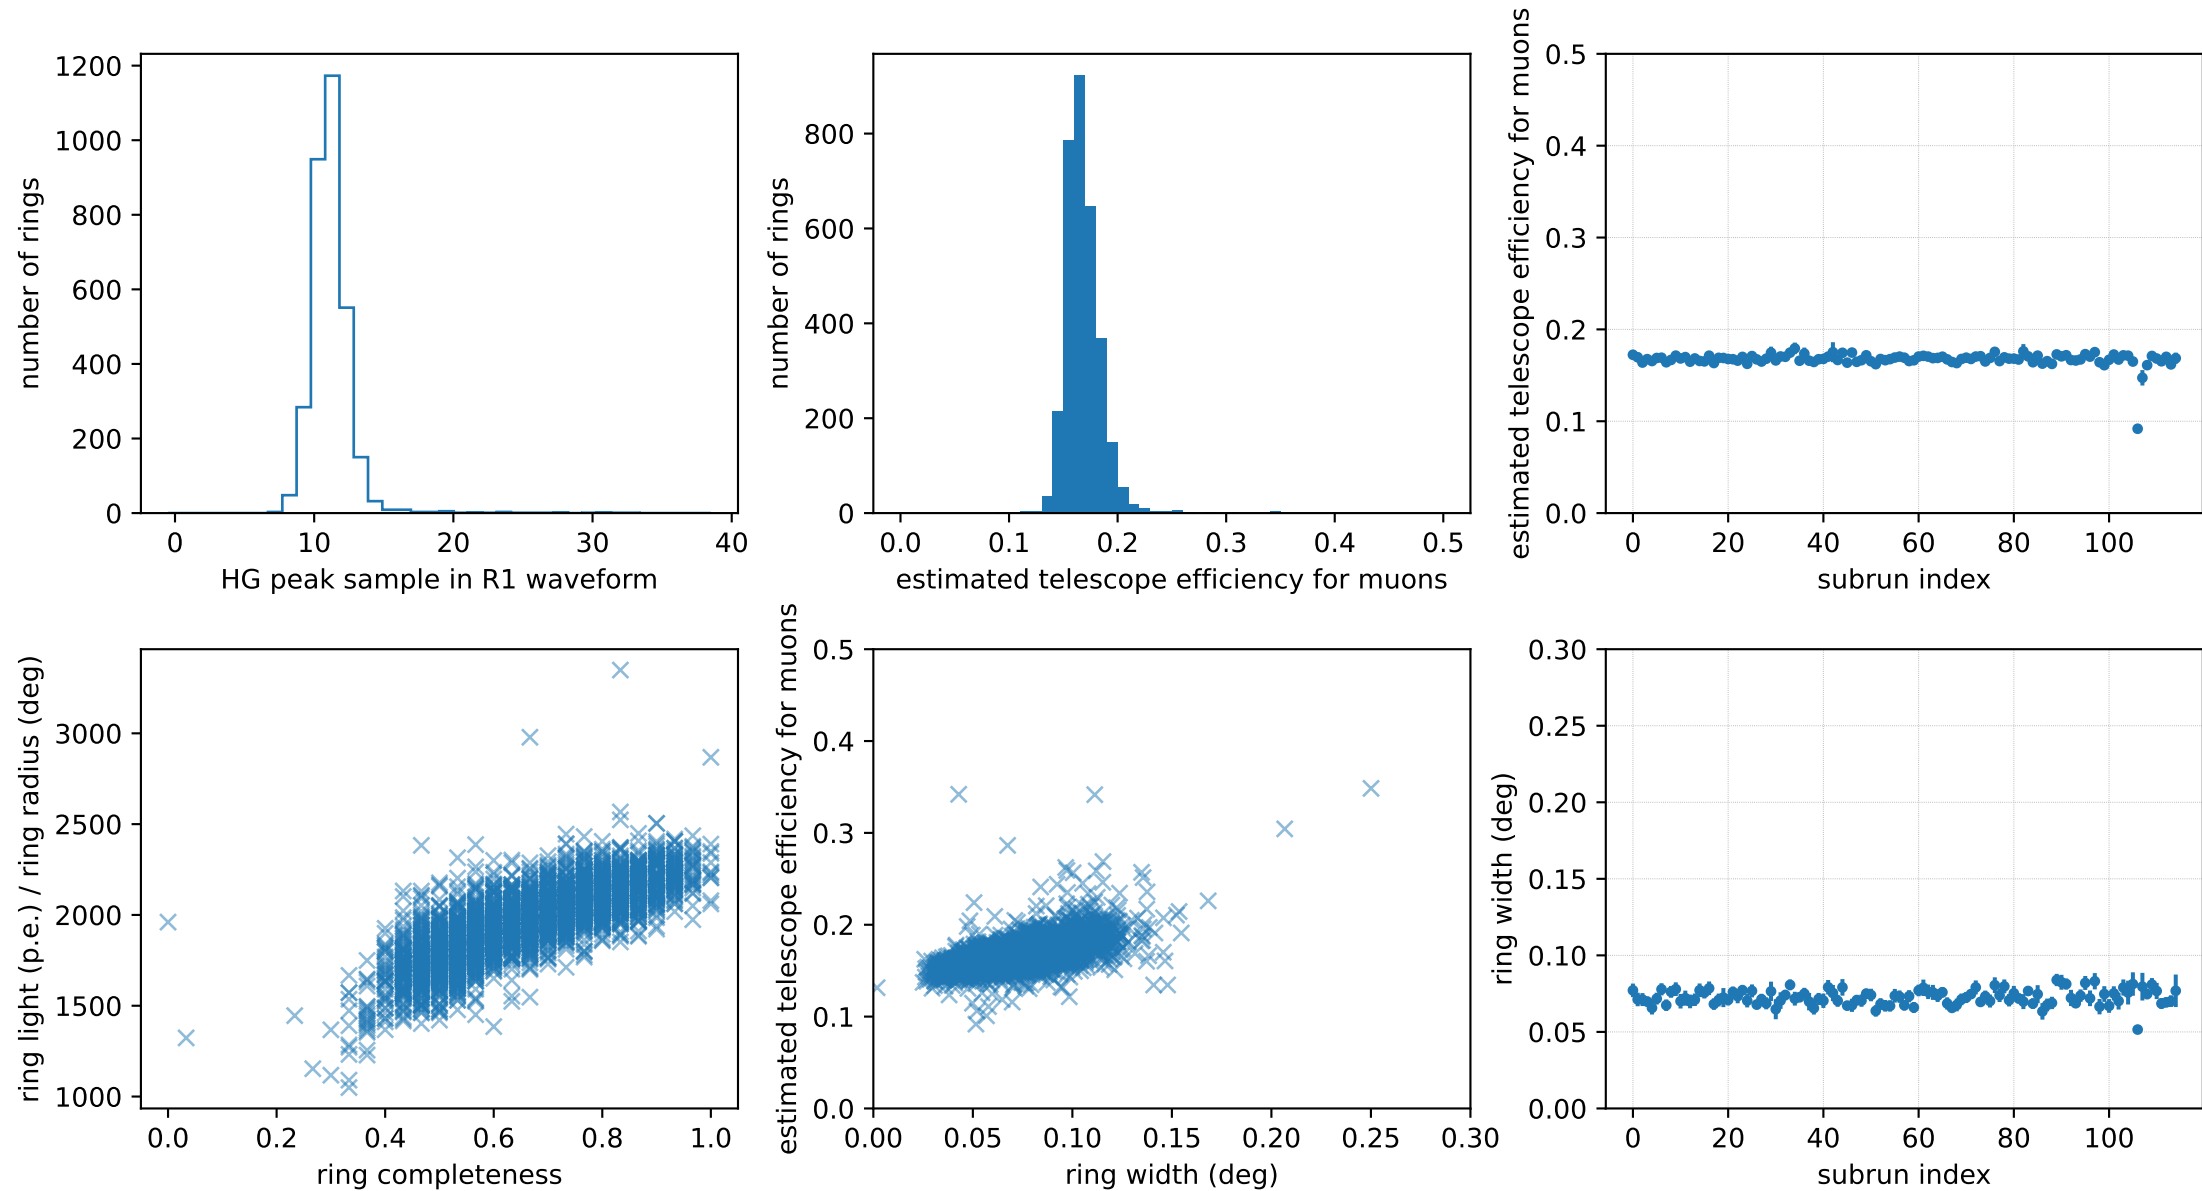 1200
1000
800
600
400
200
0
number of rings
0 10 20 30 40
HG peak sample in R1 waveform
800
600
400
200
0
number of rings
0.0 0.1 0.2 0.3 0.4 0.5
estimated telescope efficiency for muons
0.5
0.4
0.3
0.2
0.1
0.0
estimated telescope efficiency for muons
0 20 40 60 80 100
subrun index
3000
2500
2000
1500
1000
ring light (p.e.) / ring radius (deg)
0.0 0.2 0.4 0.6 0.8 1.0
ring completeness
0.5
0.4
0.3
0.2
0.1
0.0
estimated telescope efficiency for muons
0.00 0.05 0.10 0.15 0.20 0.25 0.30
ring width (deg)
0.30
0.25
0.20
0.15
0.10
0.05
0.00
ring width (deg)
0 20 40 60 80 100
subrun index